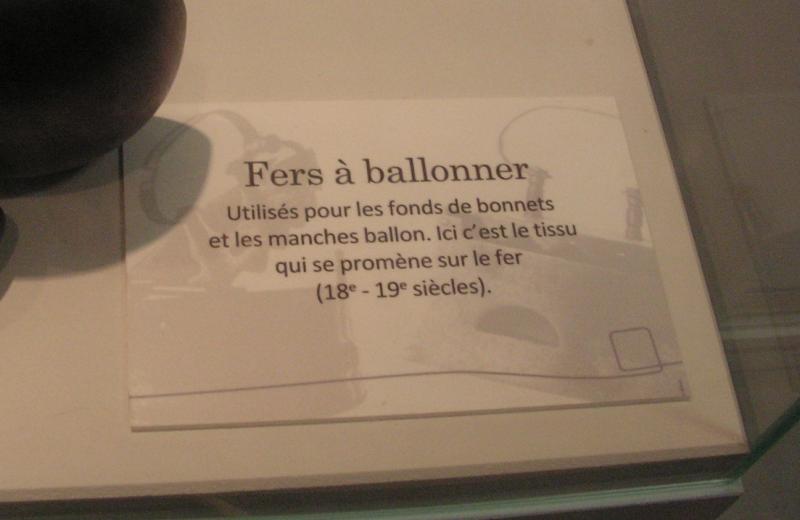 Fers à ballonner
Utilisés pour les fonds de bonnets
et les manches ballon. Ici c'est le tissu
qui se promène sur le fer
(18e - 19e siècles).